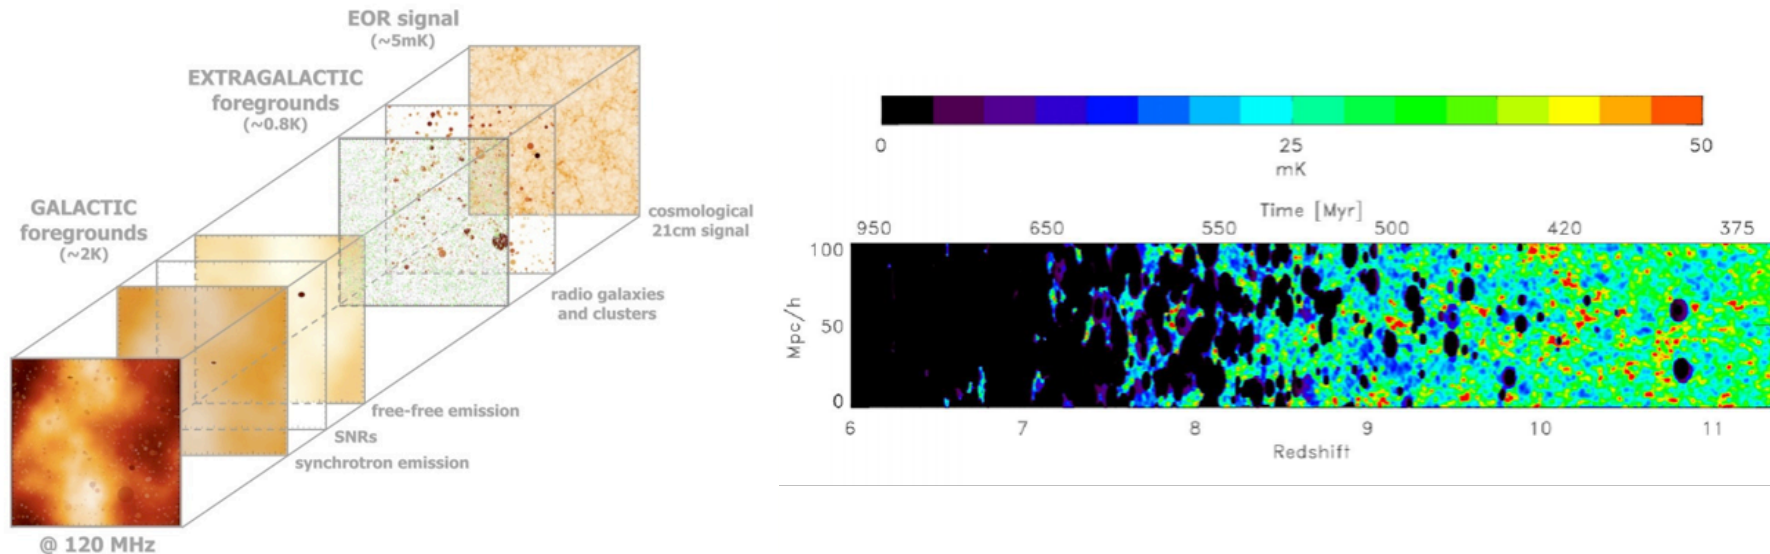 EOR signal
(~5mK)
EXTRAGALACTIC
foregrounds
(~0.8K)
GALACTIC
foregrounds
(~2K)
cosmological
21cm signal
radio galaxies
and clusters
free-free emission
SNRs
synchrotron emission
@ 120 MHz
0 25 50
mK
Time [Myr]
950 650 550 500 420 375
Mpc/h
100
50
0
6 7 8 9 10 11
Redshift